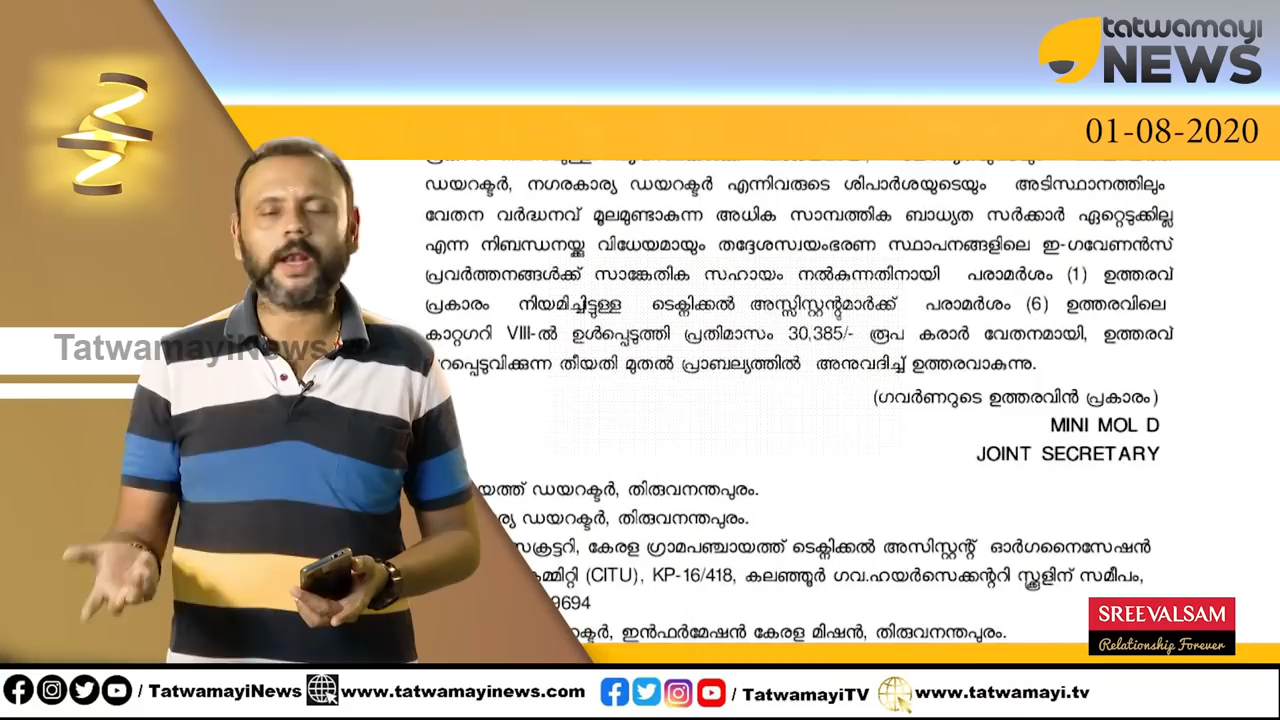 tatwamayi
NEWS
01-08-2020
ഡയറക്ടർ, നഗരകാര്യ ഡയറക്ടർ എന്നിവരുടെ ശിപാർശയുടെയും അടിസ്ഥാനത്തിലും
വേതന വർദ്ധനവ് മൂലമുണ്ടാകുന്ന അധിക സാമ്പത്തിക ബാധ്യത സർക്കാർ ഏറ്റെടുക്കില്ല
എന്ന നിബന്ധനയ്ക്കു വിധേയമായും തദ്ദേശസ്വയംഭരണ സ്ഥാപനങ്ങളിലെ ഇ-ഗവേണൻസ്
പ്രവർത്തനങ്ങൾക്ക് സാങ്കേതിക സഹായം നൽകുന്നതിനായി പരാമർശം (1) ഉത്തരവ്
പ്രകാരം നിയമിച്ചിട്ടുള്ള ടെക്നിക്കൽ അസ്സിസ്റ്റന്റുമാർക്ക് പരാമർശം (6) ഉത്തരവിലെ
കാറ്റഗറി VIII-ൽ ഉൾപ്പെടുത്തി പ്രതിമാസം 30,385/- രൂപ കരാർ വേതനമായി, ഉത്തരവ്
റപ്പെടുവിക്കുന്ന തീയതി മുതൽ പ്രാബല്യത്തിൽ അനുവദിച്ച് ഉത്തരവാകുന്നു.
(ഗവർണറുടെ ഉത്തരവിൻ പ്രകാരം)
MINI MOL D
JOINT SECRETARY
യത്ത് ഡയറക്ടർ, തിരുവനന്തപുരം.
ര്യ ഡയറക്ടർ, തിരുവനന്തപുരം.
സക്രട്ടറി, കേരള ഗ്രാമപഞ്ചായത്ത് ടെക്നിക്കൽ അസിസ്റ്റന്റ് ഓർഗനൈസേഷൻ
മ്മിറ്റി (CITU), KP-16/418, കലഞ്ഞൂർ ഗവ.ഹയർസെക്കന്ററി സ്കൂളിന് സമീപം,
9694
ക്ടർ, ഇൻഫർമേഷൻ കേരള മിഷൻ, തിരുവനന്തപുരം.
TatwamayiNews
SREEVALSAM
Relationship Forever
/ TatwamayiNews www.tatwamayinews.com / TatwamayiTV www.tatwamayi.tv